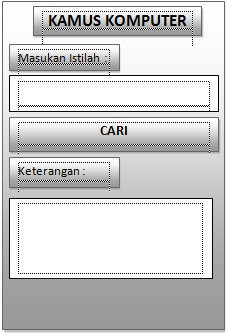 KAMUS KOMPUTER
Masukan Istilah :
CARI
Keterangan :